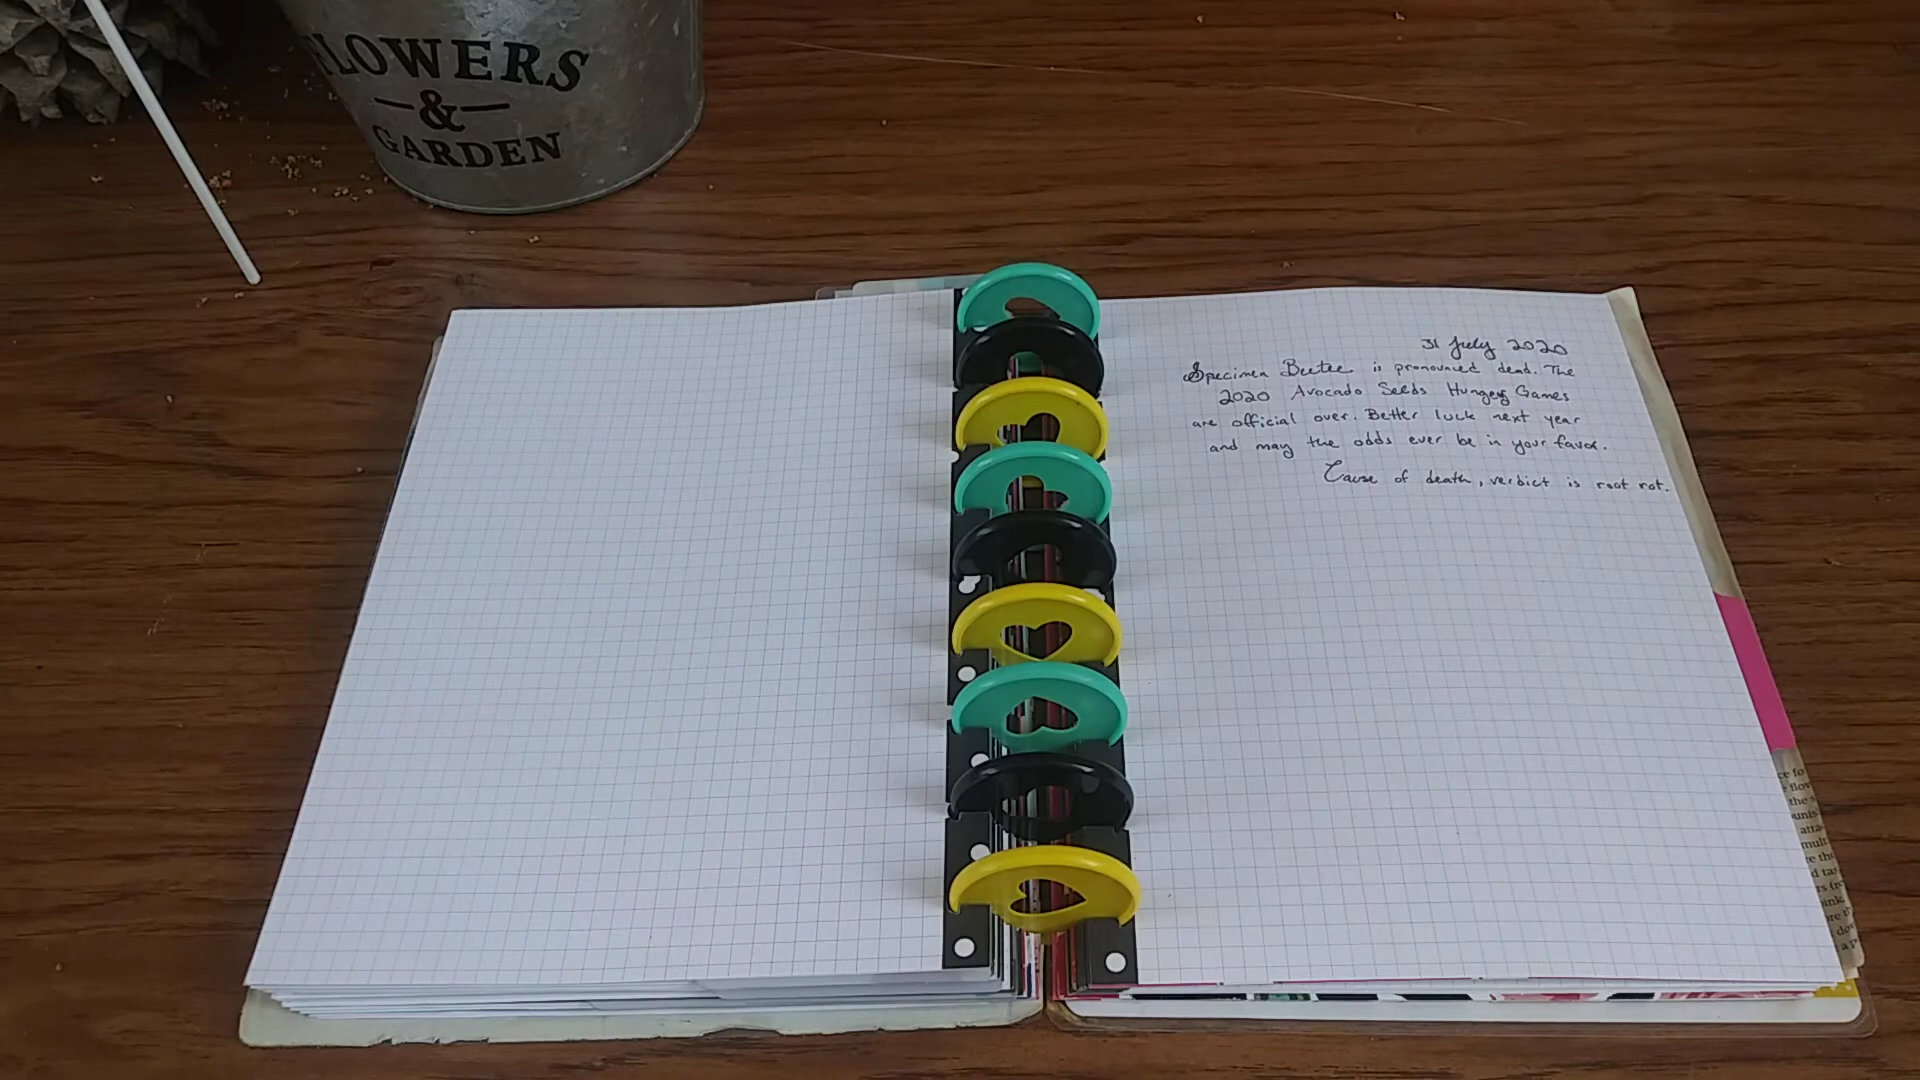 FLOWERS
&
GARDEN
31 July 2020
Specimen Beetee is pronounced dead. The
2020 Avocado Seeds Hungry Games
are official over. Better luck next year
and may the odds ever be in your favor.
Cause of death, verdict is root rot.